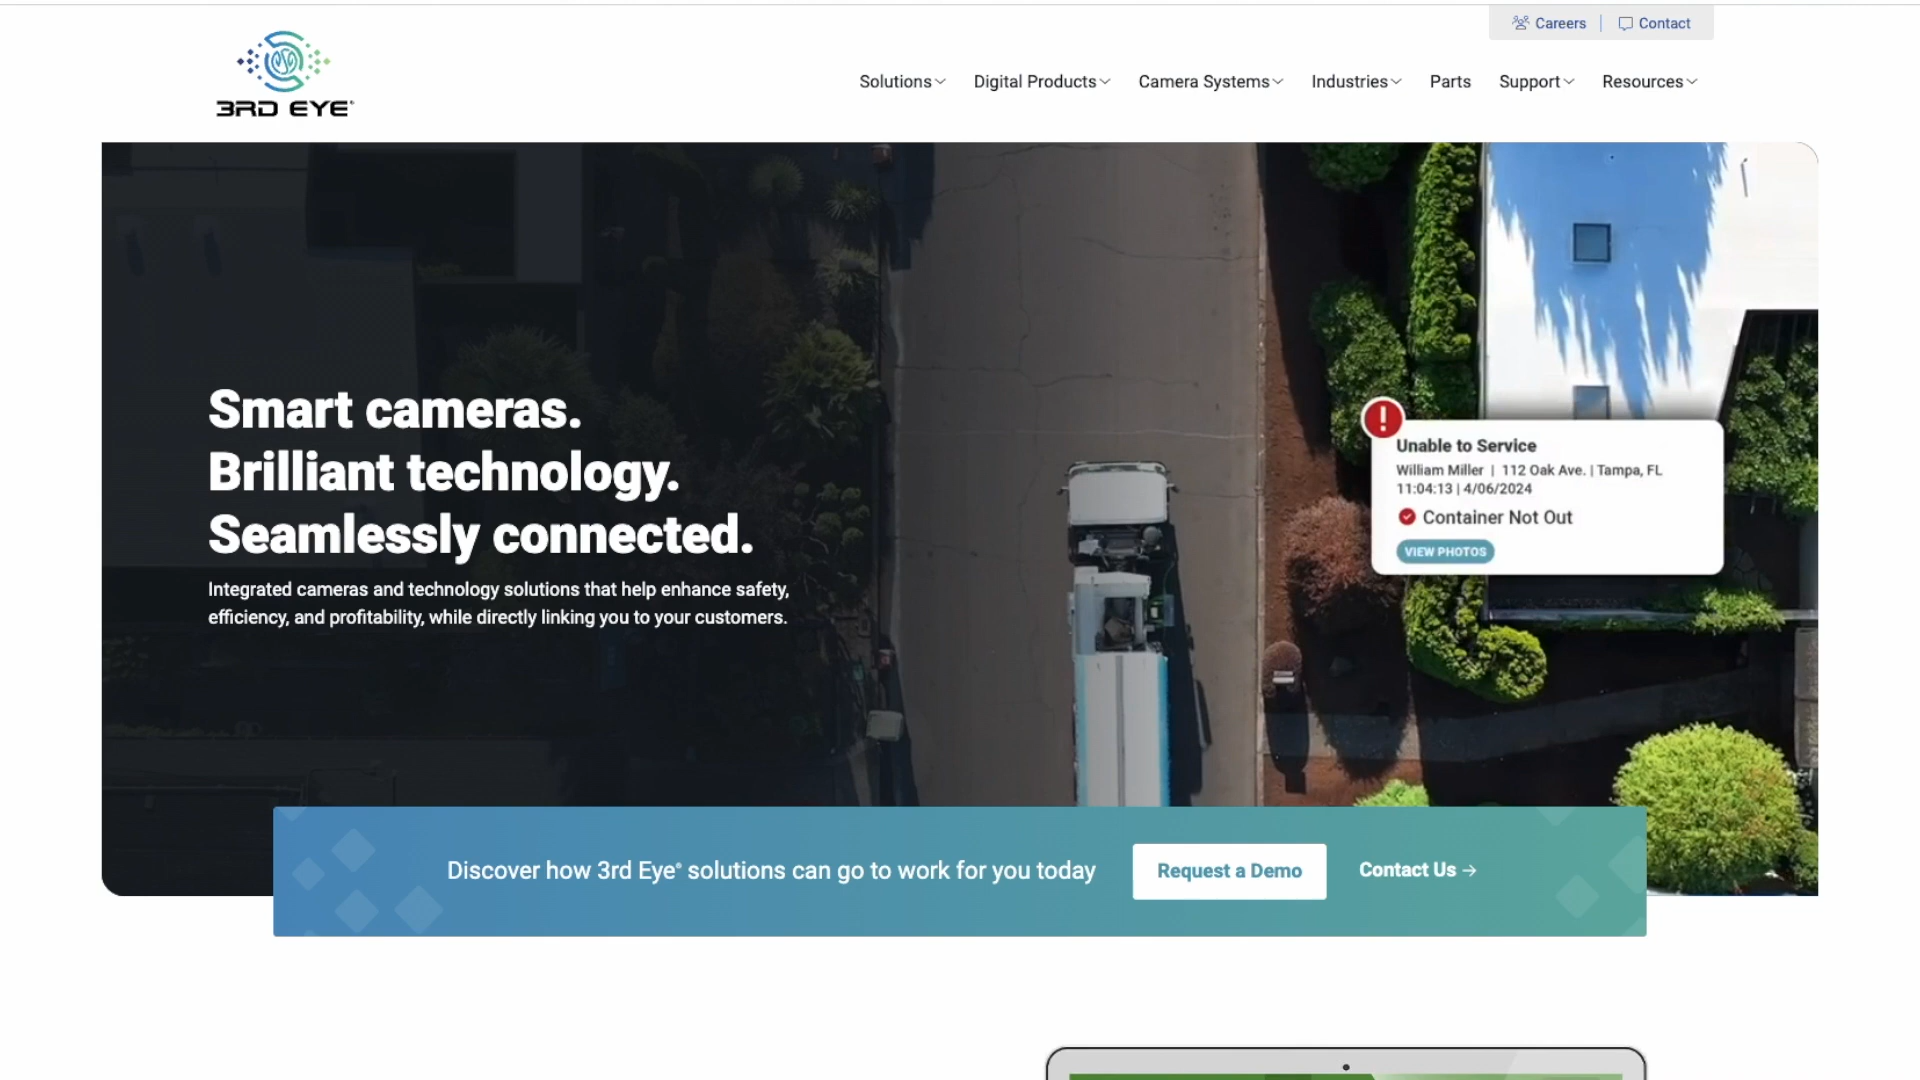 Careers
Contact
3RD EYE®
Solutions
Digital Products
Camera Systems
Industries
Parts
Support
Resources
Smart cameras.
Brilliant technology.
Seamlessly connected.
Integrated cameras and technology solutions that help enhance safety,
efficiency, and profitability, while directly linking you to your customers.
Unable to Service
William Miller | 112 Oak Ave. | Tampa, FL
11:04:13 | 4/06/2024
Container Not Out
VIEW PHOTOS
Discover how 3rd Eye® solutions can go to work for you today
Request a Demo
Contact Us →